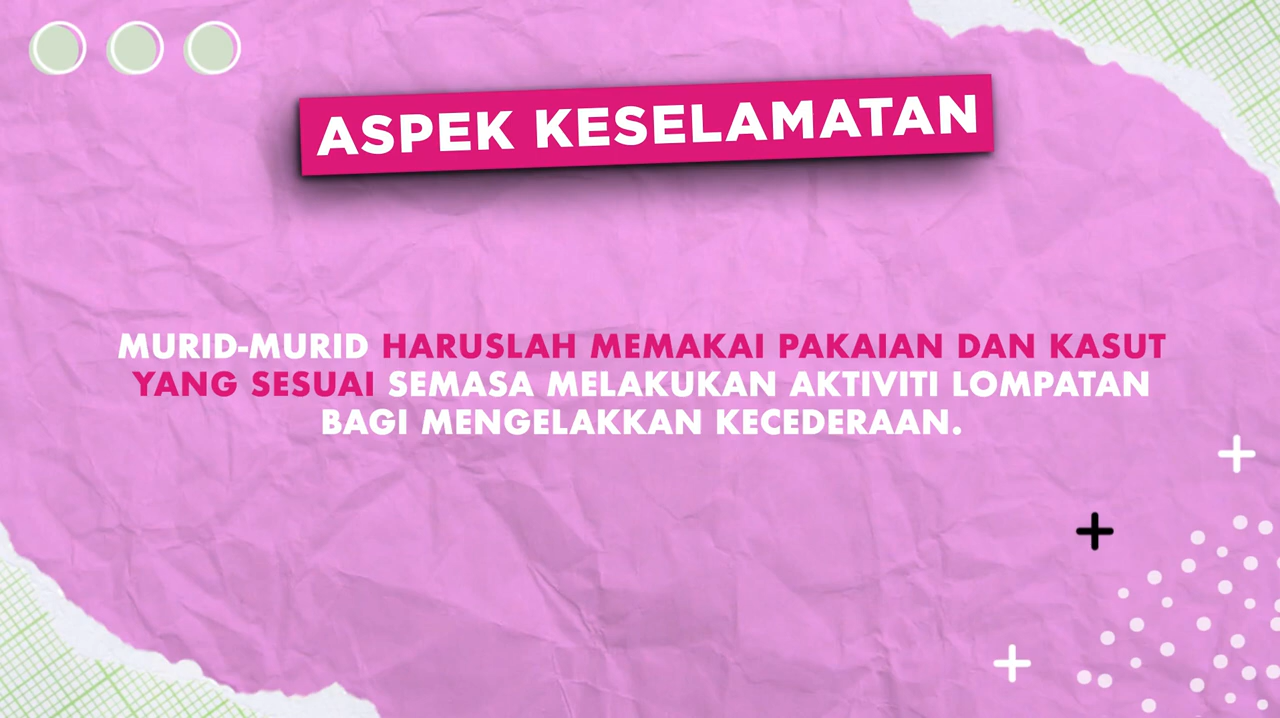 ASPEK KESELAMATAN
MURID-MURID HARUSLAH MEMAKAI PAKAIAN DAN KASUT
YANG SESUAI SEMASA MELAKUKAN AKTIVITI LOMPATAN
BAGI MENGELAKKAN KECEDERAAN.